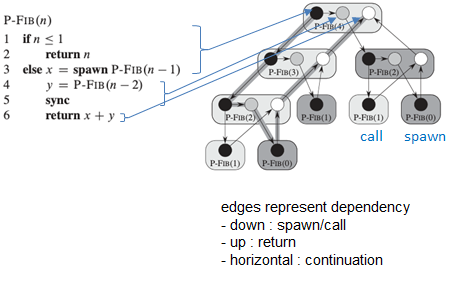 P-FIB(n)
1 if n ≤ 1
2 return n
3 else x = spawn P-FIB(n − 1)
4 y = P-FIB(n − 2)
5 sync
6 return x + y
P-FIB(4)
P-FIB(3)
P-FIB(2)
P-FIB(2)
P-FIB(1)
P-FIB(1)
P-FIB(0)
call spawn
P-FIB(1)
P-FIB(0)
edges represent dependency
- down : spawn/call
- up : return
- horizontal : continuation